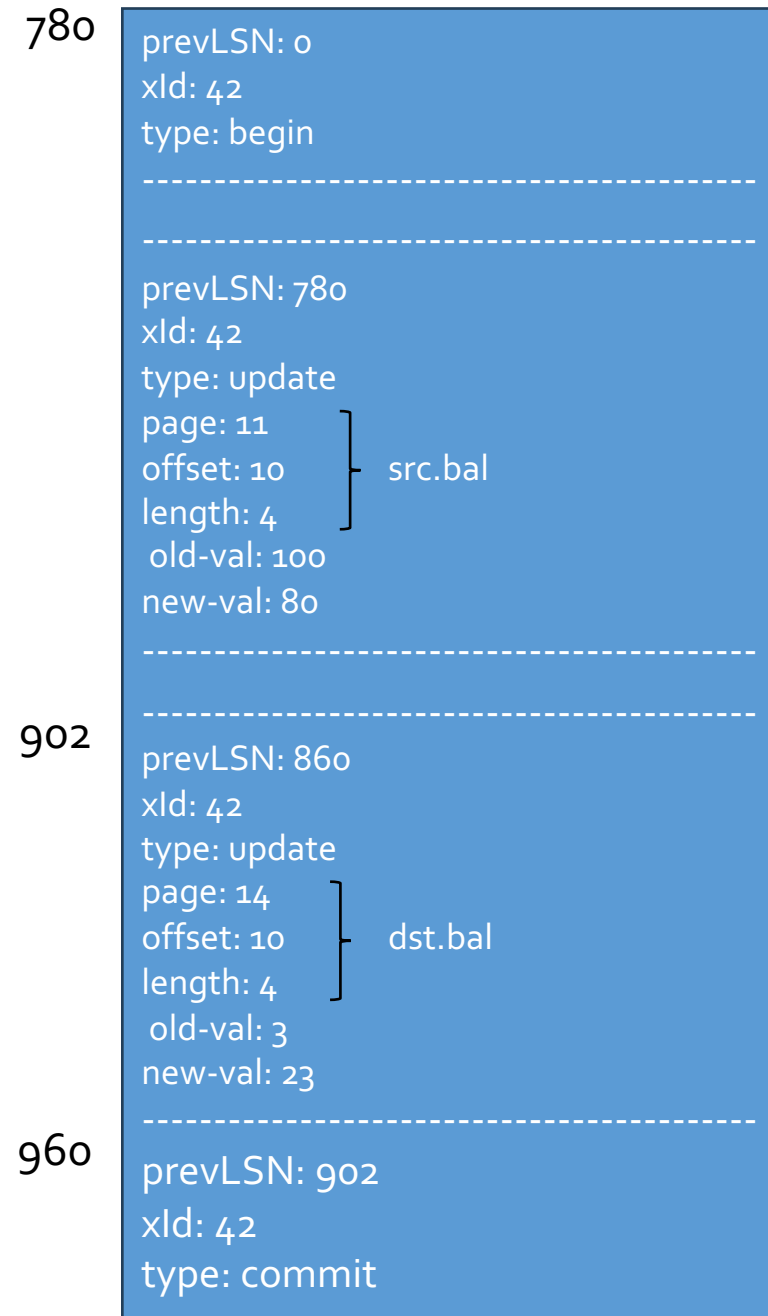 780
prevLSN: 0
xId: 42
type: begin
--------------------------------------------
--------------------------------------------
prevLSN: 780
xId: 42
type: update
page: 11
offset: 10 src.bal
length: 4
old-val: 100
new-val: 80
--------------------------------------------
--------------------------------------------
902
prevLSN: 860
xId: 42
type: update
page: 14
offset: 10 dst.bal
length: 4
old-val: 3
new-val: 23
--------------------------------------------
960
prevLSN: 902
xId: 42
type: commit